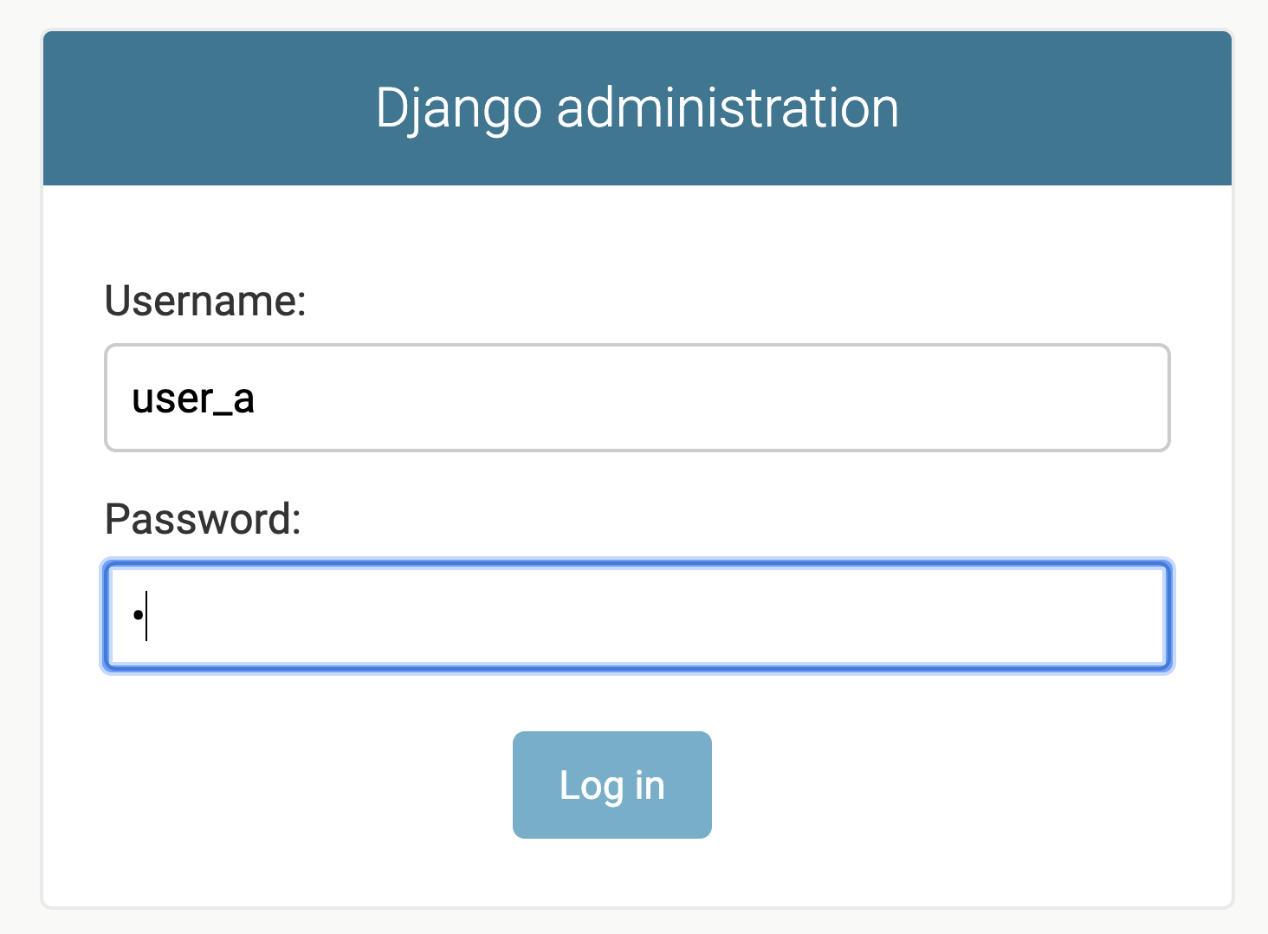 Django administration
Username:
user_a
Password:
•
Log in